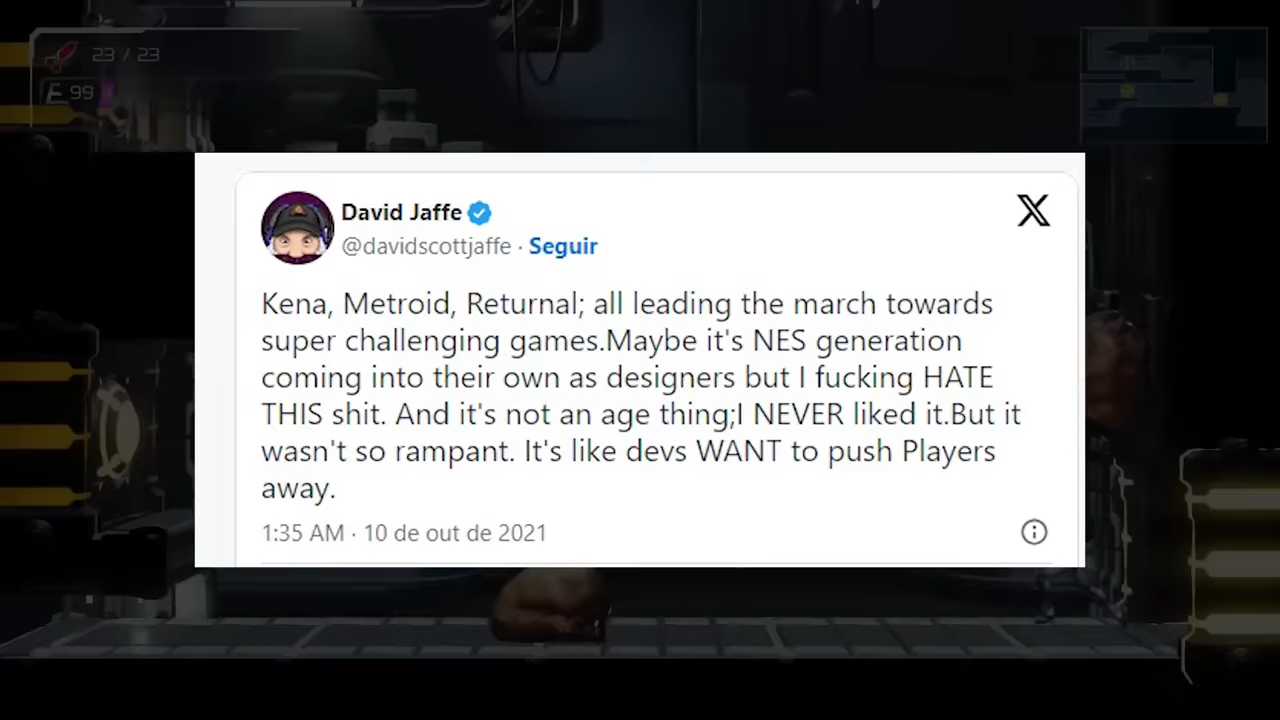 23 / 23
E 99
David Jaffe
@davidscottjaffe · Seguir
Kena, Metroid, Returnal; all leading the march towards
super challenging games.Maybe it's NES generation
coming into their own as designers but I fucking HATE
THIS shit. And it's not an age thing;I NEVER liked it.But it
wasn't so rampant. It's like devs WANT to push Players
away.
1:35 AM · 10 de out de 2021